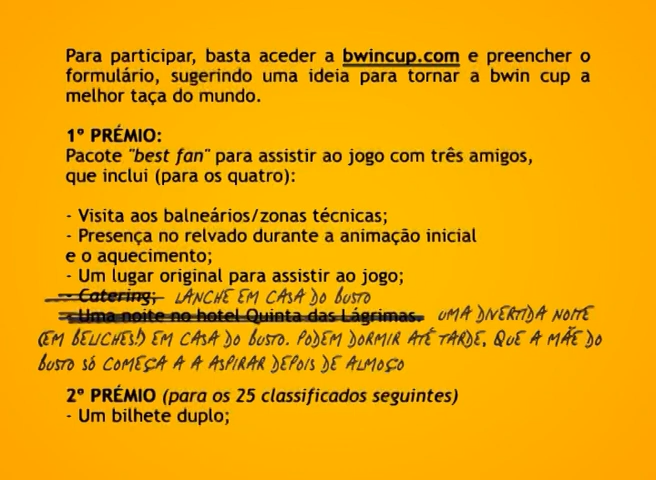 Para participar, basta aceder a bwincup.com e preencher o
formulário, sugerindo uma ideia para tornar a bwin cup a
melhor taça do mundo.
1º PRÉMIO:
Pacote "best fan" para assistir ao jogo com três amigos,
que inclui (para os quatro):
- Visita aos balneários/zonas técnicas;
- Presença no relvado durante a animação inicial
e o aquecimento;
- Um lugar original para assistir ao jogo;
- Catering; LANCHE EM CASA DO BUSTO
- Uma noite no hotel Quinta das Lágrimas. UMA DIVERTIDA NOITE
(EM BELICHES!) EM CASA DO BUSTO. PODEM DORMIR ATÉ TARDE, QUE A MÃE DO
BUSTO SÓ COMEÇA A A ASPIRAR DEPOIS DE ALMOÇO
2º PRÉMIO (para os 25 classificados seguintes)
- Um bilhete duplo;